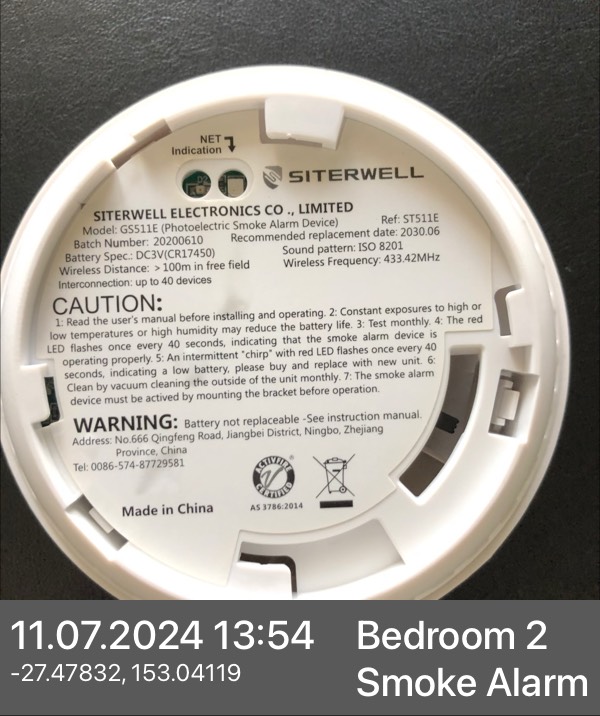 NET
Indication
SITERWELL
SITERWELL ELECTRONICS CO ., LIMITED
Model: GS511E (Photoelectric Smoke Alarm Device) Ref: ST511E
Batch Number: 20200610 Recommended replacement date: 2030.06
Battery Spec.: DC3V(CR17450) Sound pattern: ISO 8201
Wireless Distance: >100m in free field Wireless Frequency: 433.42MHz
Interconnection: up to 40 devices
CAUTION:
1: Read the user's manual before installing and operating. 2: Constant exposures to high or
low temperatures or high humidity may reduce the battery life. 3: Test monthly. 4: The red
LED flashes once every 40 seconds, indicating that the smoke alarm device is
operating properly. 5: An intermittent "chirp" with red LED flashes once every 40
seconds, indicating a low battery, please buy and replace with new unit. 6:
Clean by vacuum cleaning the outside of the unit monthly. 7: The smoke alarm
device must be actived by mounting the bracket before operation.
WARNING: Battery not replaceable -See instruction manual.
Address: No.666 Qingfeng Road, Jiangbei District, Ningbo, Zhejiang
Province, China
Tel: 0086-574-87729581
ACTIVFIRE
CERTIFIED
AS 3786:2014
Made in China
11.07.2024 13:54
-27.47832, 153.04119
Bedroom 2
Smoke Alarm